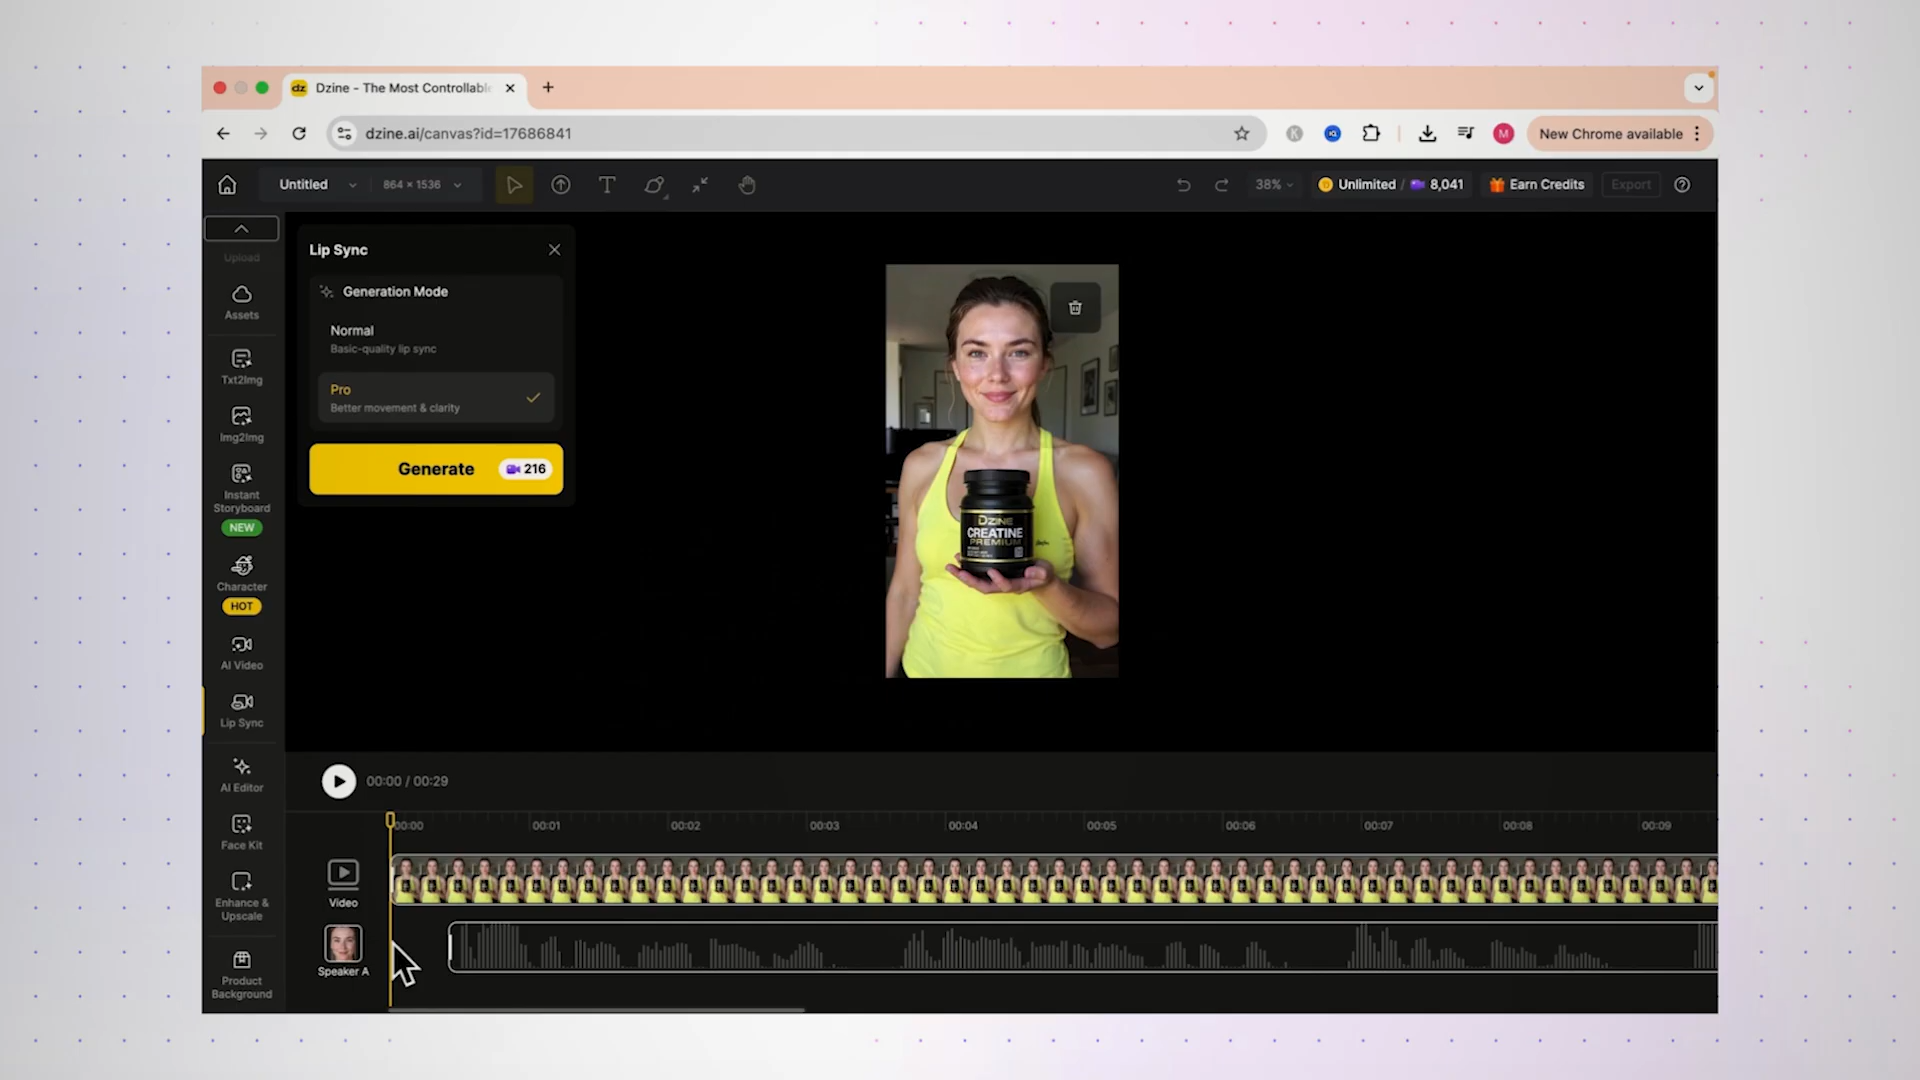 dz Dzine - The Most Controllabl
dzine.ai/canvas?id=17686841
M
New Chrome available
Untitled
864 × 1536
T
38%
Unlimited / 8,041
Earn Credits
Export
Upload
Assets
Txt2Img
Img2Img
Instant
Storyboard
NEW
Character
HOT
AI Video
Lip Sync
AI Editor
Face Kit
Enhance &
Upscale
Product
Background
Lip Sync
Generation Mode
Normal
Basic-quality lip sync
Pro
Better movement & clarity
Generate 216
DZINE
CREATINE
PREMIUM
00:00 / 00:29
00:00 00:01 00:02 00:03 00:04 00:05 00:06 00:07 00:08 00:09
Video
Speaker A